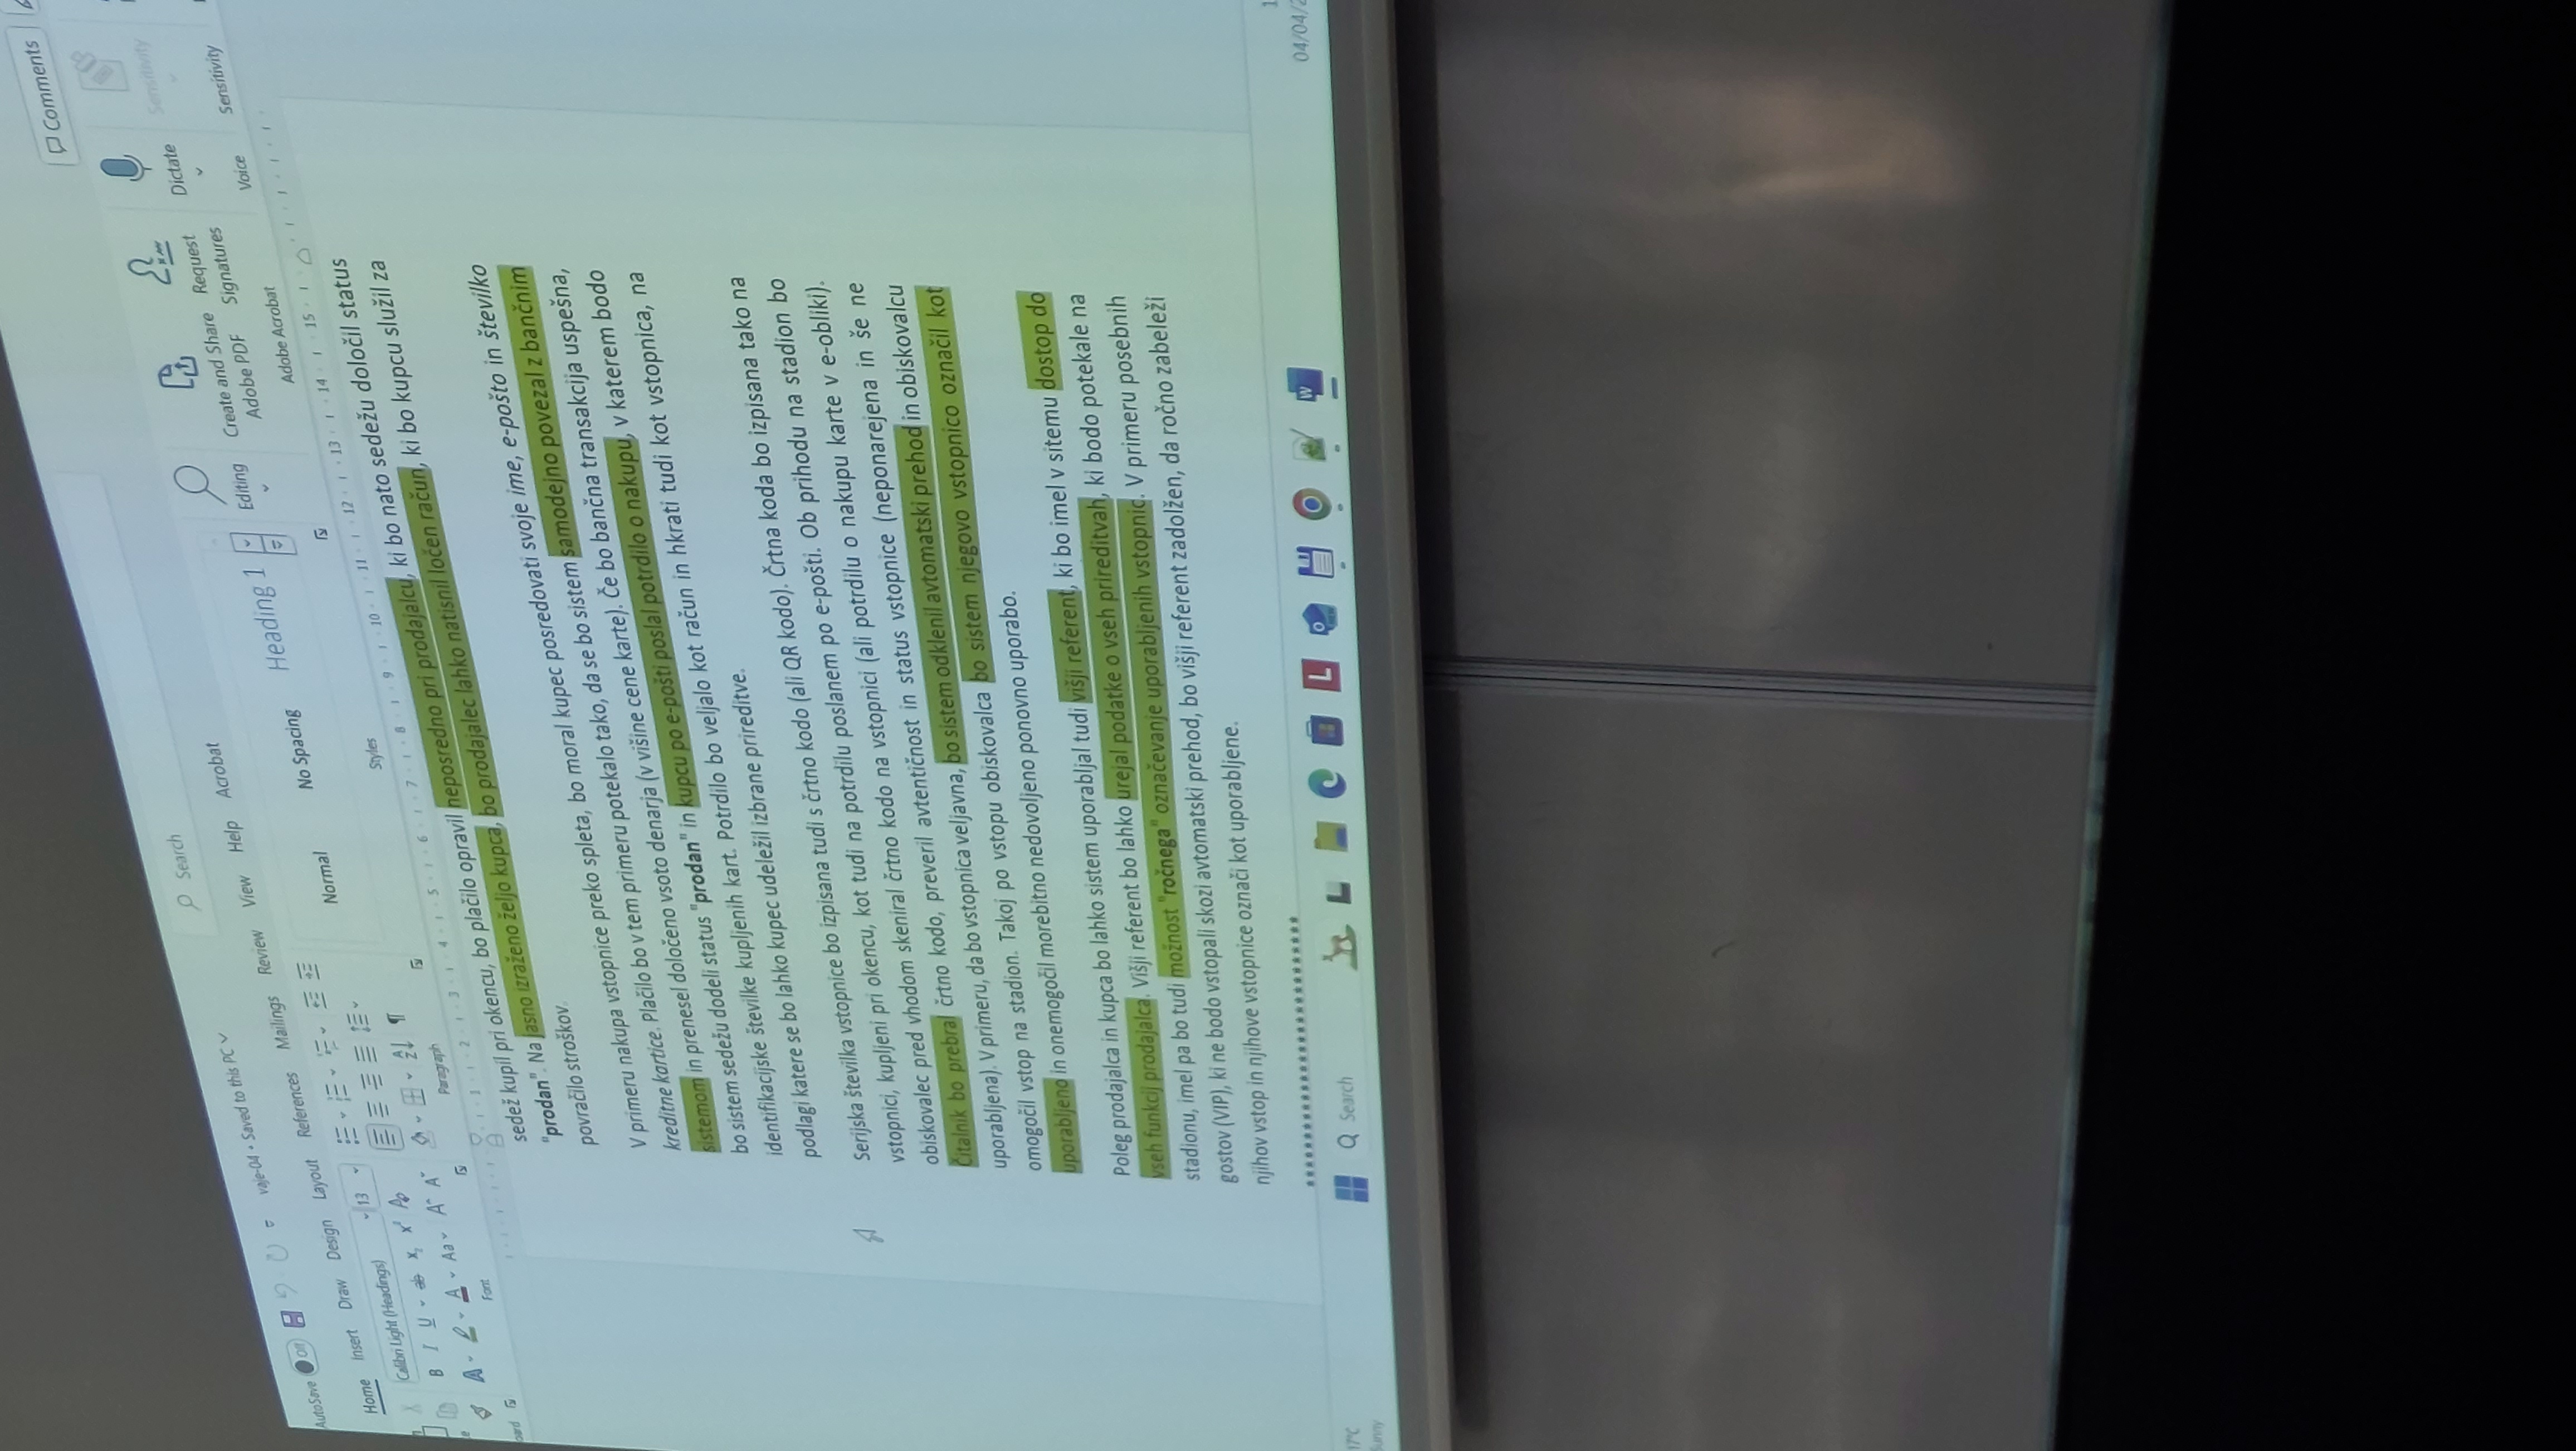 Comments
Search
AutoSave Off vaje-04 • Saved to this PC
Home Insert Draw Design Layout References Mailings Review View Help Acrobat
Calibri Light (Headings) 13
Normal No Spacing Heading 1
Editing
Create and Share Adobe PDF
Request Signatures
Dictate
Sensitivity
Font Paragraph Styles Adobe Acrobat Voice Sensitivity
1 2 3 4 5 6 7 8 9 10 11 12 13 14 15
sedež kupil pri okencu, bo plačilo opravil neposredno pri prodajalcu, ki bo nato sedežu določil status
"prodan". Na jasno izraženo željo kupca, bo prodajalec lahko natisnil ločen račun, ki bo kupcu služil za
povračilo stroškov.
V primeru nakupa vstopnice preko spleta, bo moral kupec posredovati svoje ime, e-pošto in številko
kreditne kartice. Plačilo bo v tem primeru potekalo tako, da se bo sistem samodejno povezal z bančnim
sistemom in prenesel določeno vsoto denarja (v višine cene karte). Če bo bančna transakcija uspešna,
bo sistem sedežu dodeli status "prodan" in kupcu po e-pošti poslal potrdilo o nakupu, v katerem bodo
identifikacijske številke kupljenih kart. Potrdilo bo veljalo kot račun in hkrati tudi kot vstopnica, na
podlagi katere se bo lahko kupec udeležil izbrane prireditve.
Serijska številka vstopnice bo izpisana tudi s črtno kodo (ali QR kodo). Črtna koda bo izpisana tako na
vstopnici, kupljeni pri okencu, kot tudi na potrdilu poslanem po e-pošti. Ob prihodu na stadion bo
obiskovalec pred vhodom skeniral črtno kodo na vstopnici (ali potrdilu o nakupu karte v e-obliki).
Čitalnik bo prebral črtno kodo, preveril avtentičnost in status vstopnice (neponarejena in še ne
uporabljena). V primeru, da bo vstopnica veljavna, bo sistem odklenil avtomatski prehod in obiskovalcu
omogočil vstop na stadion. Takoj po vstopu obiskovalca bo sistem njegovo vstopnico označil kot
uporabljeno in onemogočil morebitno nedovoljeno ponovno uporabo.
Poleg prodajalca in kupca bo lahko sistem uporabljal tudi višji referent, ki bo imel v sitemu dostop do
vseh funkcij prodajalca. Višji referent bo lahko urejal podatke o vseh prireditvah, ki bodo potekale na
stadionu, imel pa bo tudi možnost "ročnega" označevanje uporabljenih vstopnic. V primeru posebnih
gostov (VIP), ki ne bodo vstopali skozi avtomatski prehod, bo višji referent zadolžen, da ročno zabeleži
njihov vstop in njihove vstopnice označi kot uporabljene.
17°C
Sunny
Search
04/04/2